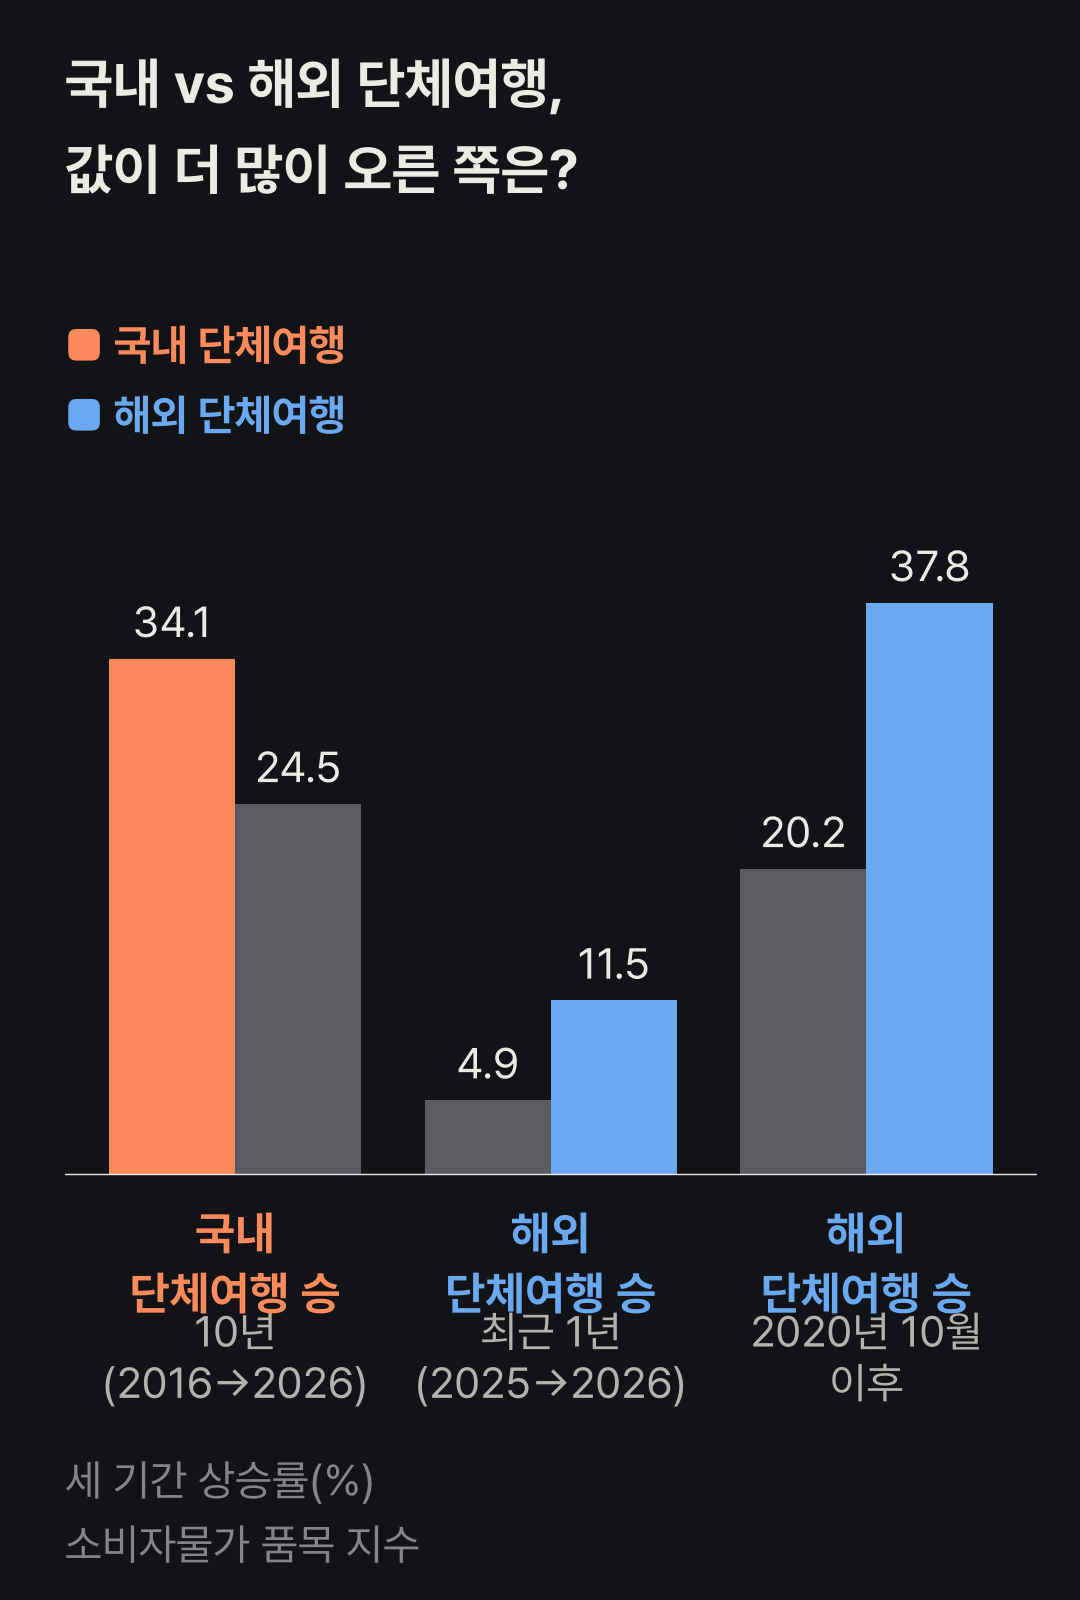 국내 vs 해외 단체여행,
값이 더 많이 오른 쪽은?
국내 단체여행
해외 단체여행
34.1
24.5
4.9
11.5
20.2
37.8
국내
단체여행 승
10년
(2016→2026)
해외
단체여행 승
최근 1년
(2025→2026)
해외
단체여행 승
2020년 10월
이후
세 기간 상승률(%)
소비자물가 품목 지수